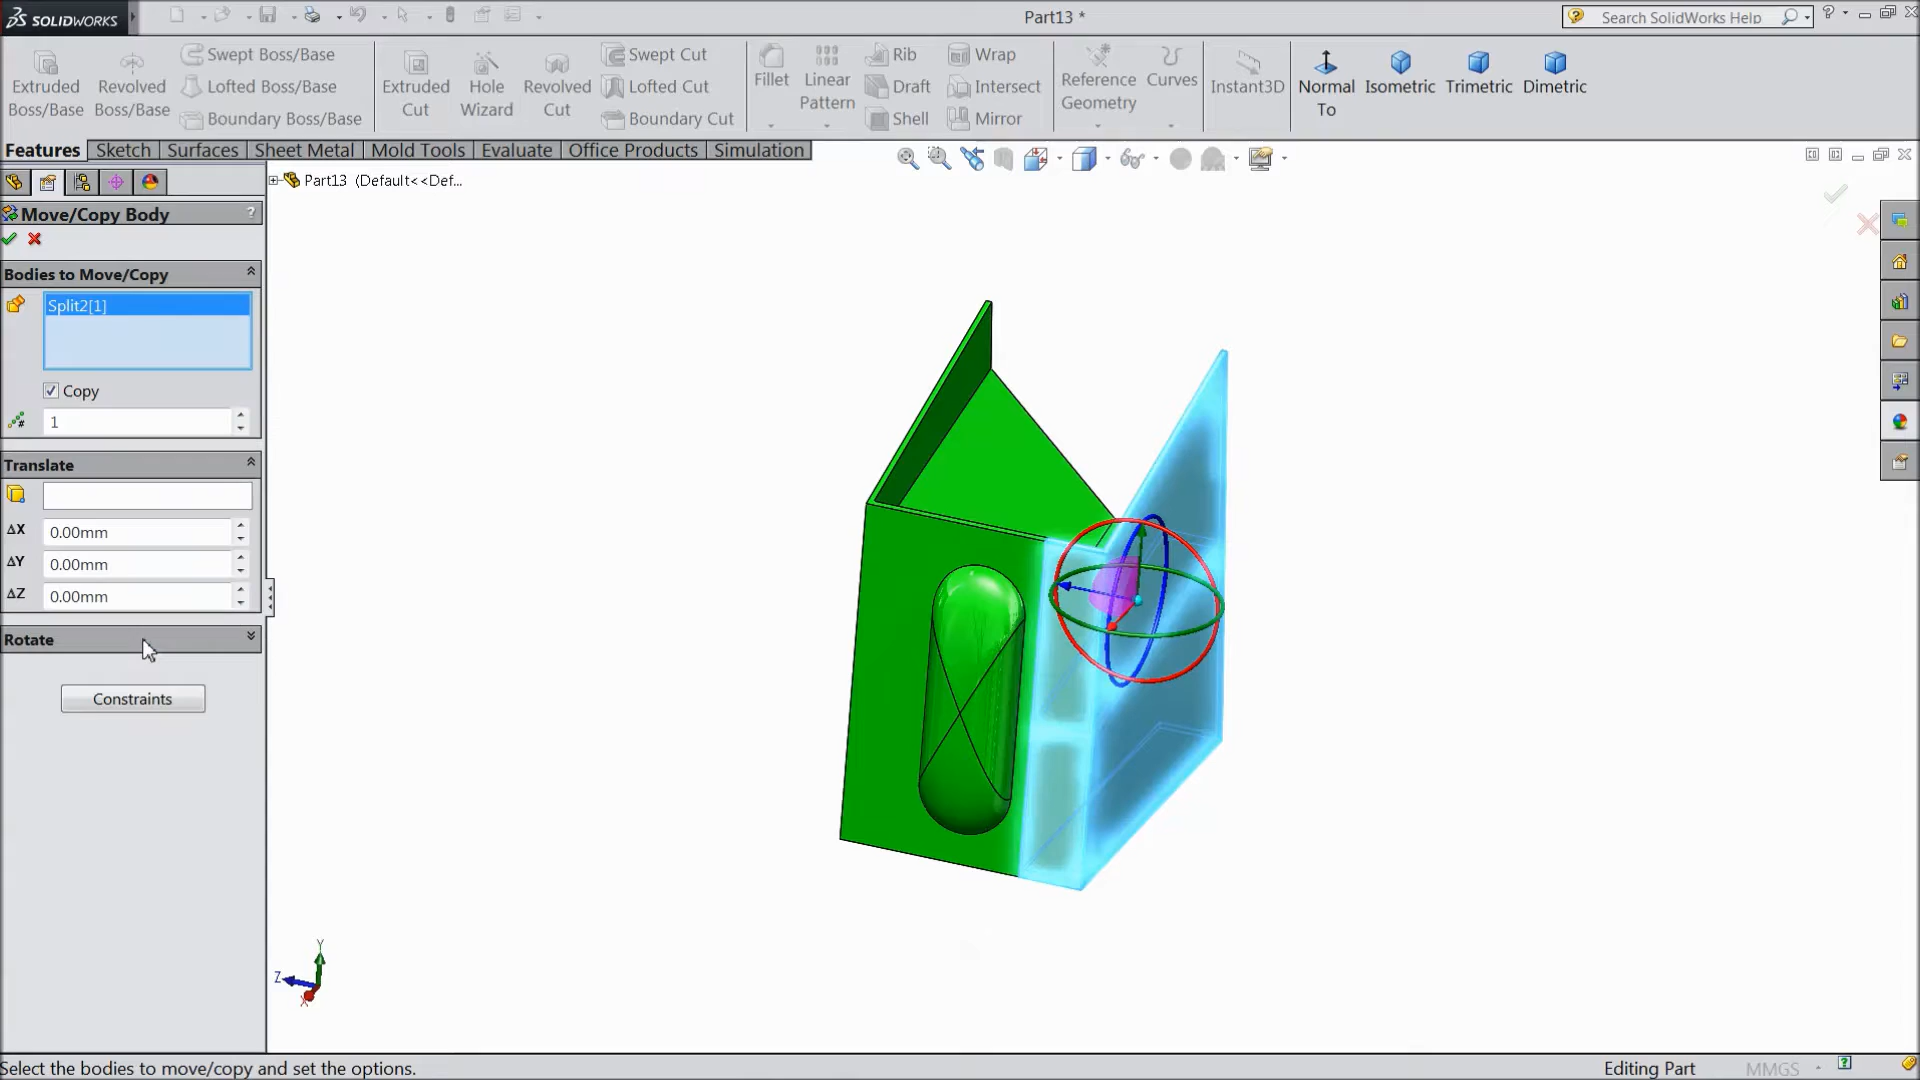 SOLIDWORKS
Part13 *
Search SolidWorks Help
Extruded Boss/Base
Revolved Boss/Base
Swept Boss/Base
Lofted Boss/Base
Boundary Boss/Base
Extruded Cut
Hole Wizard
Revolved Cut
Swept Cut
Lofted Cut
Boundary Cut
Fillet
Linear Pattern
Rib
Draft
Shell
Wrap
Intersect
Mirror
Reference Geometry
Curves
Instant3D
Normal To
Isometric
Trimetric
Dimetric
Features
Sketch
Surfaces
Sheet Metal
Mold Tools
Evaluate
Office Products
Simulation
Part13 (Default<<Def...
Move/Copy Body
?
Bodies to Move/Copy
Split2[1]
Copy
1
Translate
ΔX
0.00mm
ΔY
0.00mm
ΔZ
0.00mm
Rotate
Constraints
Y
Z
X
Select the bodies to move/copy and set the options.
Editing Part
MMGS